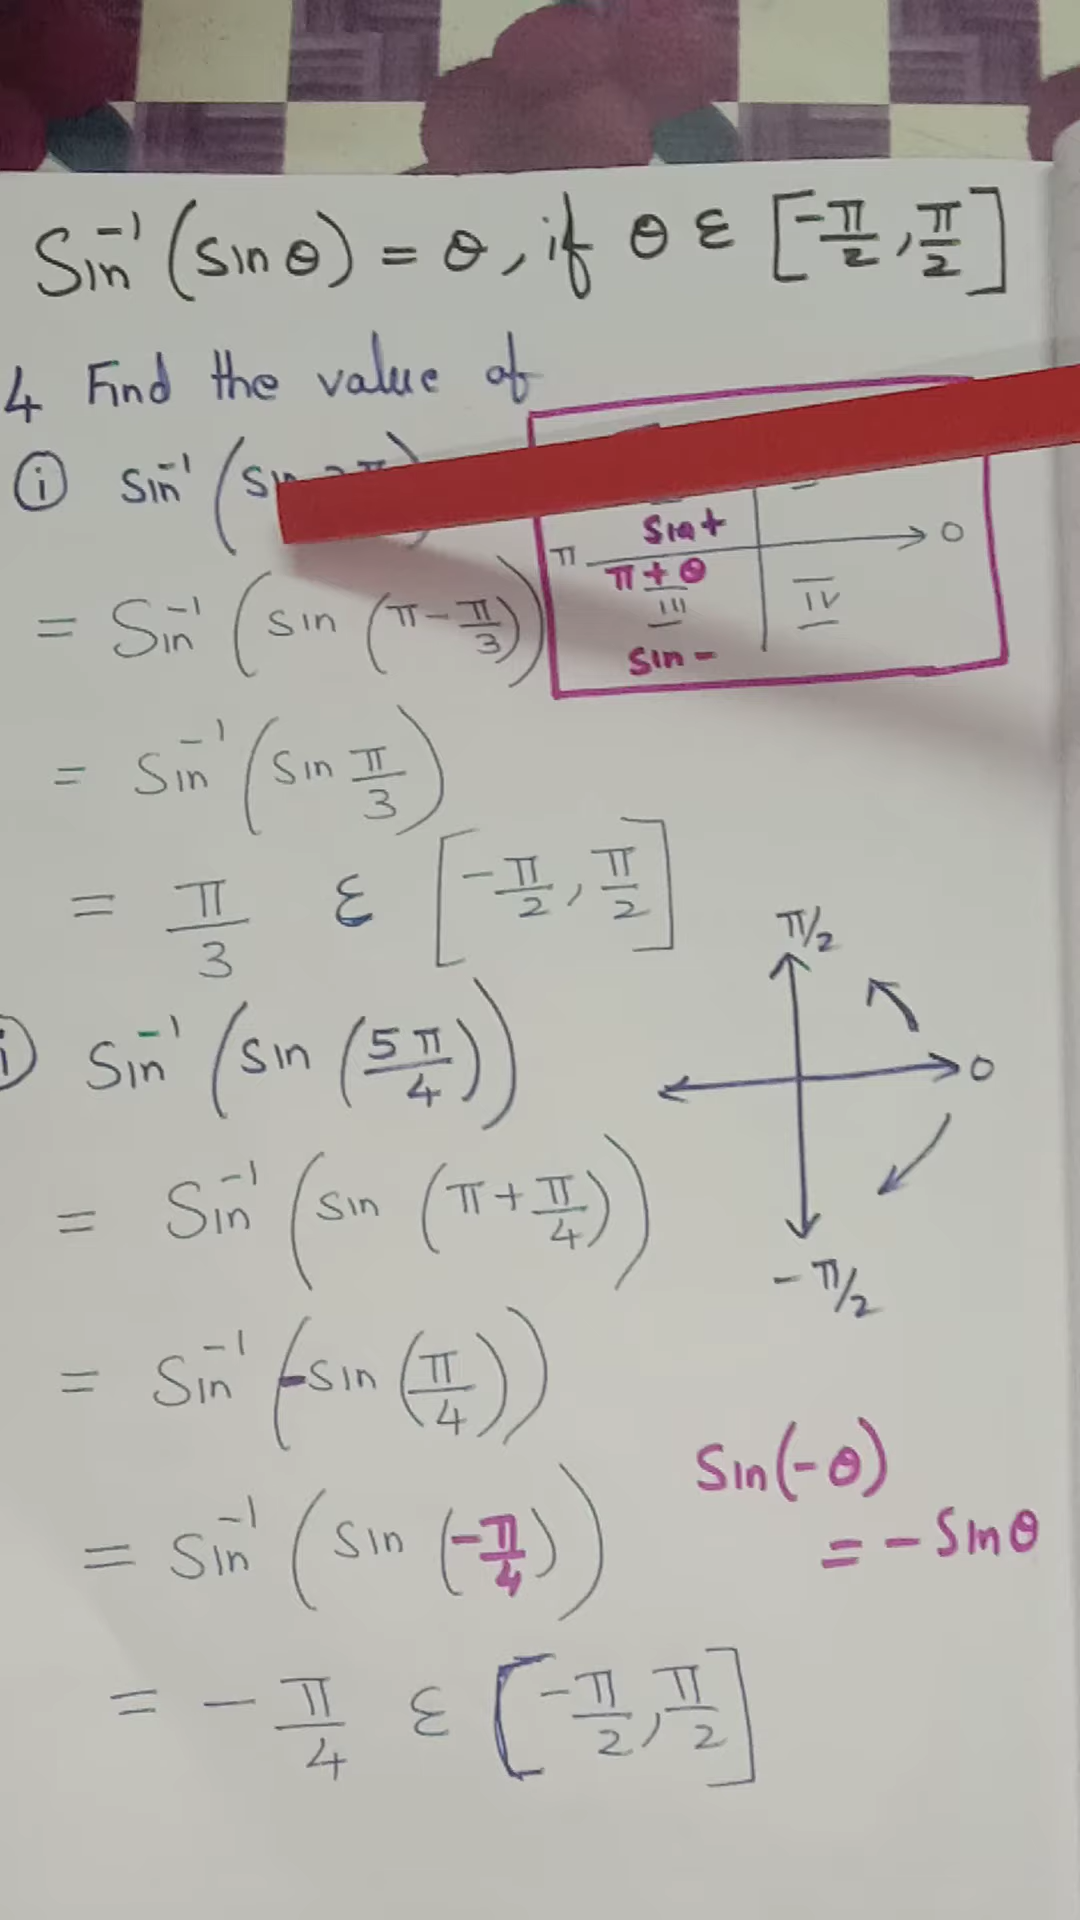 Sin⁻¹(sin θ) = θ, if θ ε [-π/2, π/2]
4 Find the value of
(i) sin⁻¹(
sin +
π 0
π + θ
III IV
sin -
= Sin⁻¹(sin(π - π/3))
= Sin⁻¹(sin π/3)
= π/3 ε [-π/2, π/2]
π/2
Sin⁻¹(sin(5π/4))
0
= Sin⁻¹(sin(π + π/4))
-π/2
= Sin⁻¹(-sin(π/4))
Sin(-θ)
= - Sinθ
= Sin⁻¹(sin(-π/4))
= -π/4 ε [-π/2, π/2]